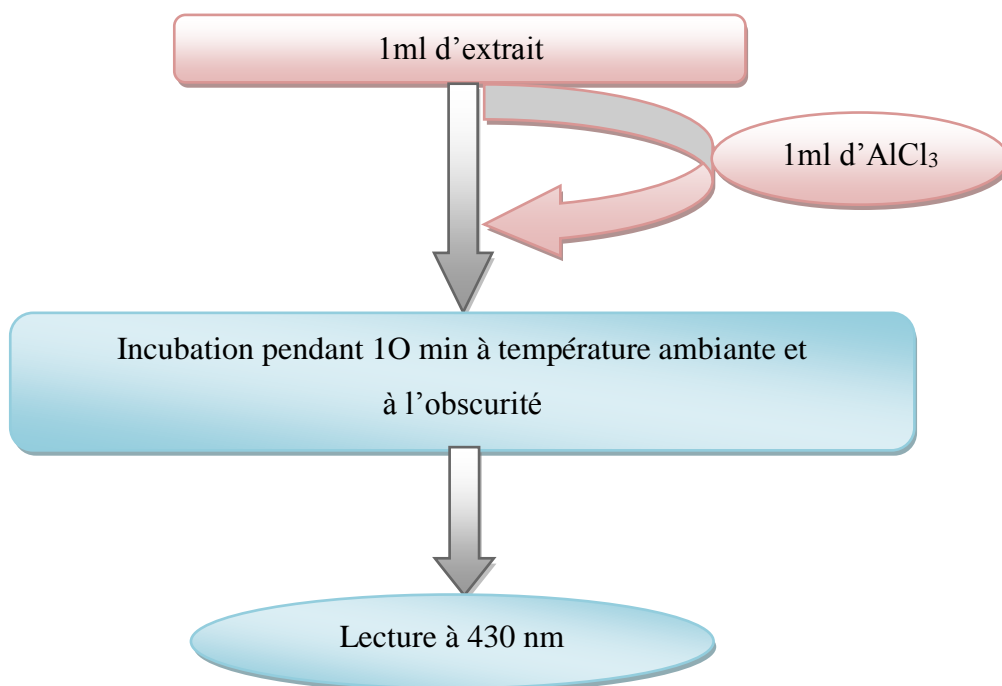 1ml d’extrait
1ml d’AlCl₃
Incubation pendant 1O min à température ambiante et
à l’obscurité
Lecture à 430 nm